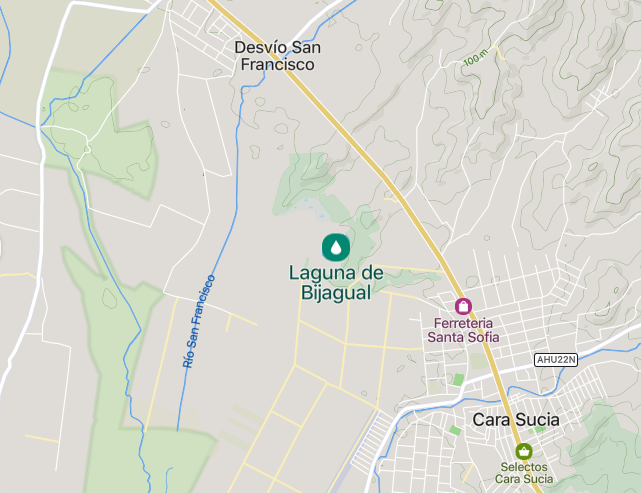 Desvío San
Francisco
100 m
Laguna de
Bijagual
Río San Francisco
Ferreteria
Santa Sofia
AHU22N
Cara Sucia
Selectos
Cara Sucia